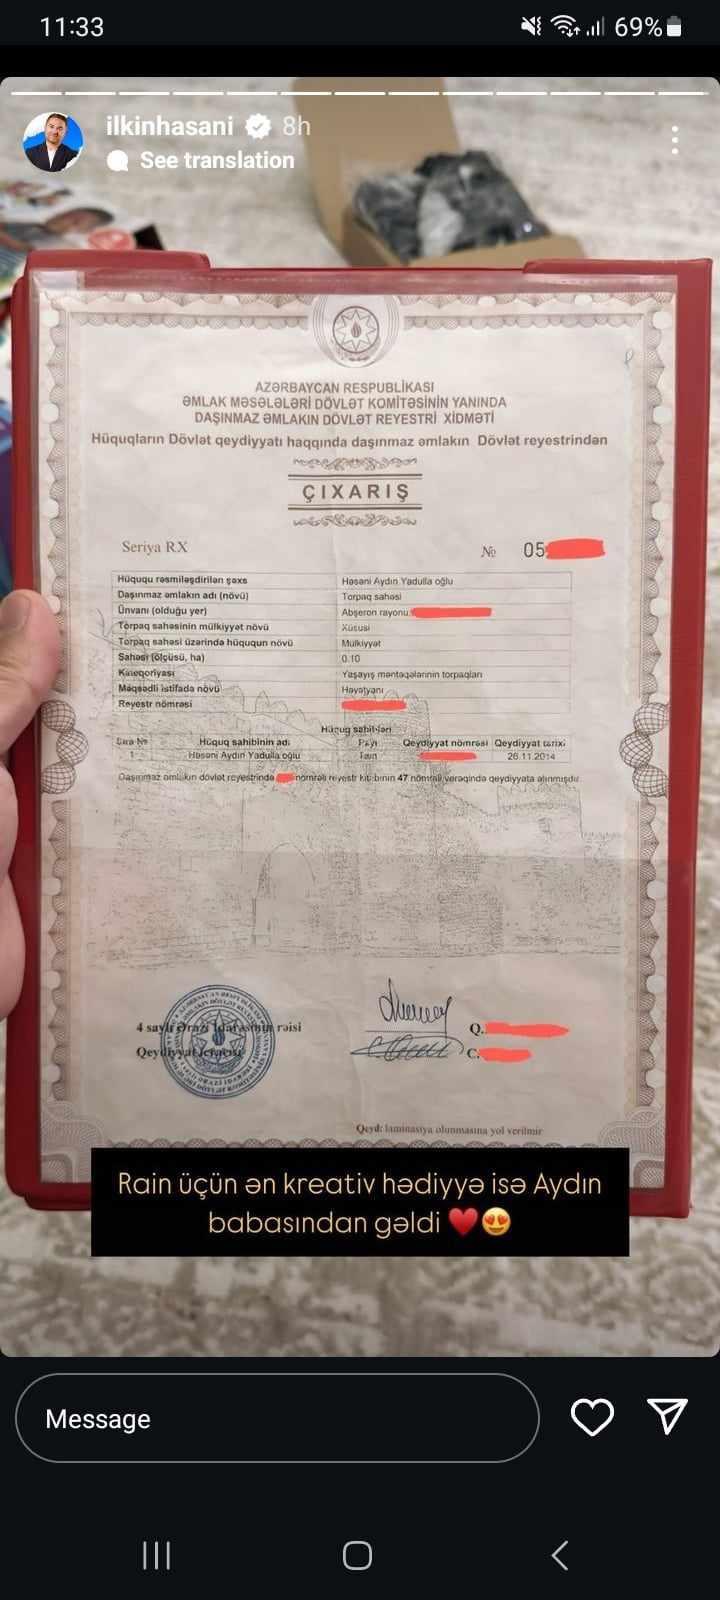 11:33
69%
ilkinhasani 8h
See translation
AZƏRBAYCAN RESPUBLİKASI
ƏMLAK MƏSƏLƏLƏRİ DÖVLƏT KOMİTƏSİNİN YANINDA
DAŞINMAZ ƏMLAKIN DÖVLƏT REYESTRİ XİDMƏTİ
Hüquqların Dövlət qeydiyyatı haqqında daşınmaz əmlakın Dövlət reyestrindən
ÇIXARIŞ
Seriya RX № 05
Hüququ rəsmiləşdirilən şəxs Həsəni Aydın Yadulla oğlu
Daşınmaz əmlakın adı (növü) Torpaq sahəsi
Ünvanı (olduğu yer) Abşeron rayonu,
Torpaq sahəsinin mülkiyyət növü Xüsusi
Torpaq sahəsi üzərində hüququn növü Mülkiyyət
Sahəsi (ölçüsü, ha) 0.10
Kateqoriyası Yaşayış məntəqələrinin torpaqları
Məqsədli istifadə növü Həyətyanı
Reyestr nömrəsi
Hüquq sahibləri
Sıra № Hüquq sahibinin adı Payı Qeydiyyat nömrəsi Qeydiyyat tarixi
1 Həsəni Aydın Yadulla oğlu Tam 26.11.2014
Daşınmaz əmlakın dövlət reyestrində nömrəli reyestr kitabının 47 nömrəli vərəqində qeydiyyata alınmışdır.
4 saylı Ərazi İdarəsinin rəisi Q.
Qeydiyyat icraçısı C.
Qeyd: laminasiya olunmasına yol verilmir
Rain üçün ən kreativ hədiyyə isə Aydın
babasından gəldi ♥️😍
Message